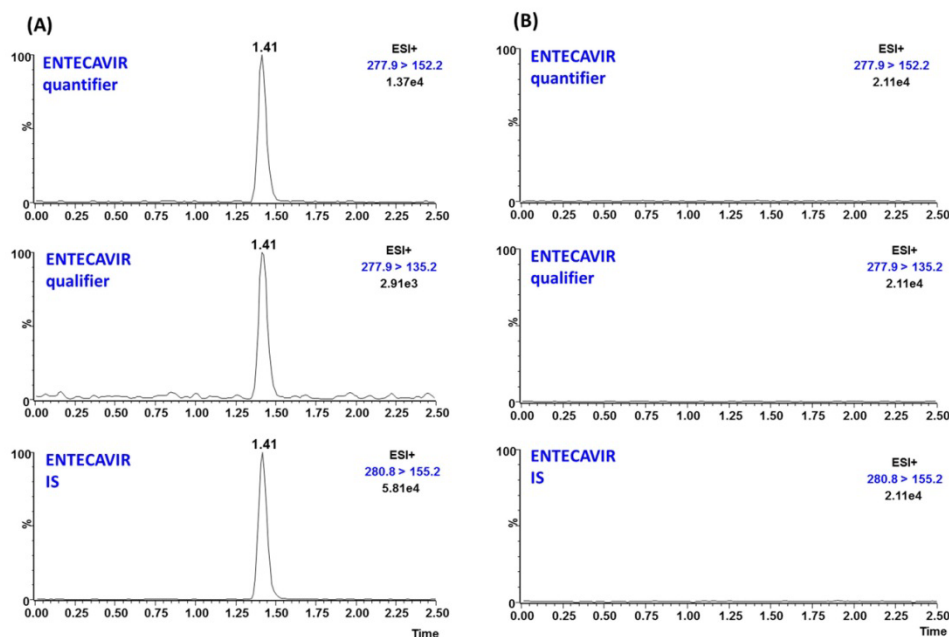 (A)
1.41
100
ENTECAVIR
quantifier
ESI+
277.9 > 152.2
1.37e4
%
0
0.00 0.25 0.50 0.75 1.00 1.25 1.50 1.75 2.00 2.25 2.50
1.41
100
ENTECAVIR
qualifier
ESI+
277.9 > 135.2
2.91e3
%
0
0.00 0.25 0.50 0.75 1.00 1.25 1.50 1.75 2.00 2.25 2.50
1.41
100
ENTECAVIR
IS
ESI+
280.8 > 155.2
5.81e4
%
0
0.00 0.25 0.50 0.75 1.00 1.25 1.50 1.75 2.00 2.25 2.50
Time
(B)
100
ENTECAVIR
quantifier
ESI+
277.9 > 152.2
2.11e4
%
0
0.00 0.25 0.50 0.75 1.00 1.25 1.50 1.75 2.00 2.25 2.50
100
ENTECAVIR
qualifier
ESI+
277.9 > 135.2
2.11e4
%
0
0.00 0.25 0.50 0.75 1.00 1.25 1.50 1.75 2.00 2.25 2.50
100
ENTECAVIR
IS
ESI+
280.8 > 155.2
2.11e4
%
0
0.00 0.25 0.50 0.75 1.00 1.25 1.50 1.75 2.00 2.25 2.50
Time